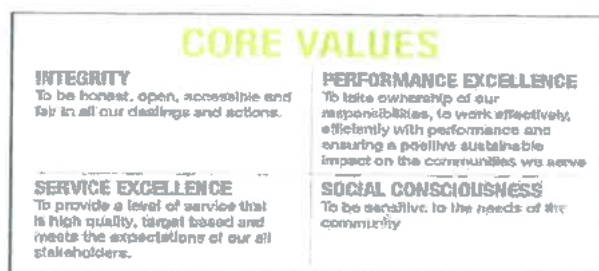 CORE VALUES
INTEGRITY
To be honest, open, accessible and
fair in all our dealings and actions.
PERFORMANCE EXCELLENCE
To take ownership of our
responsibilities, to work effectively,
efficiently with performance and
ensuring a positive sustainable
impact on the communities we serve
SERVICE EXCELLENCE
To provide a level of service that
is high quality, target based and
meets the expectations of our all
stakeholders.
SOCIAL CONSCIOUSNESS
To be sensitive to the needs of the
community